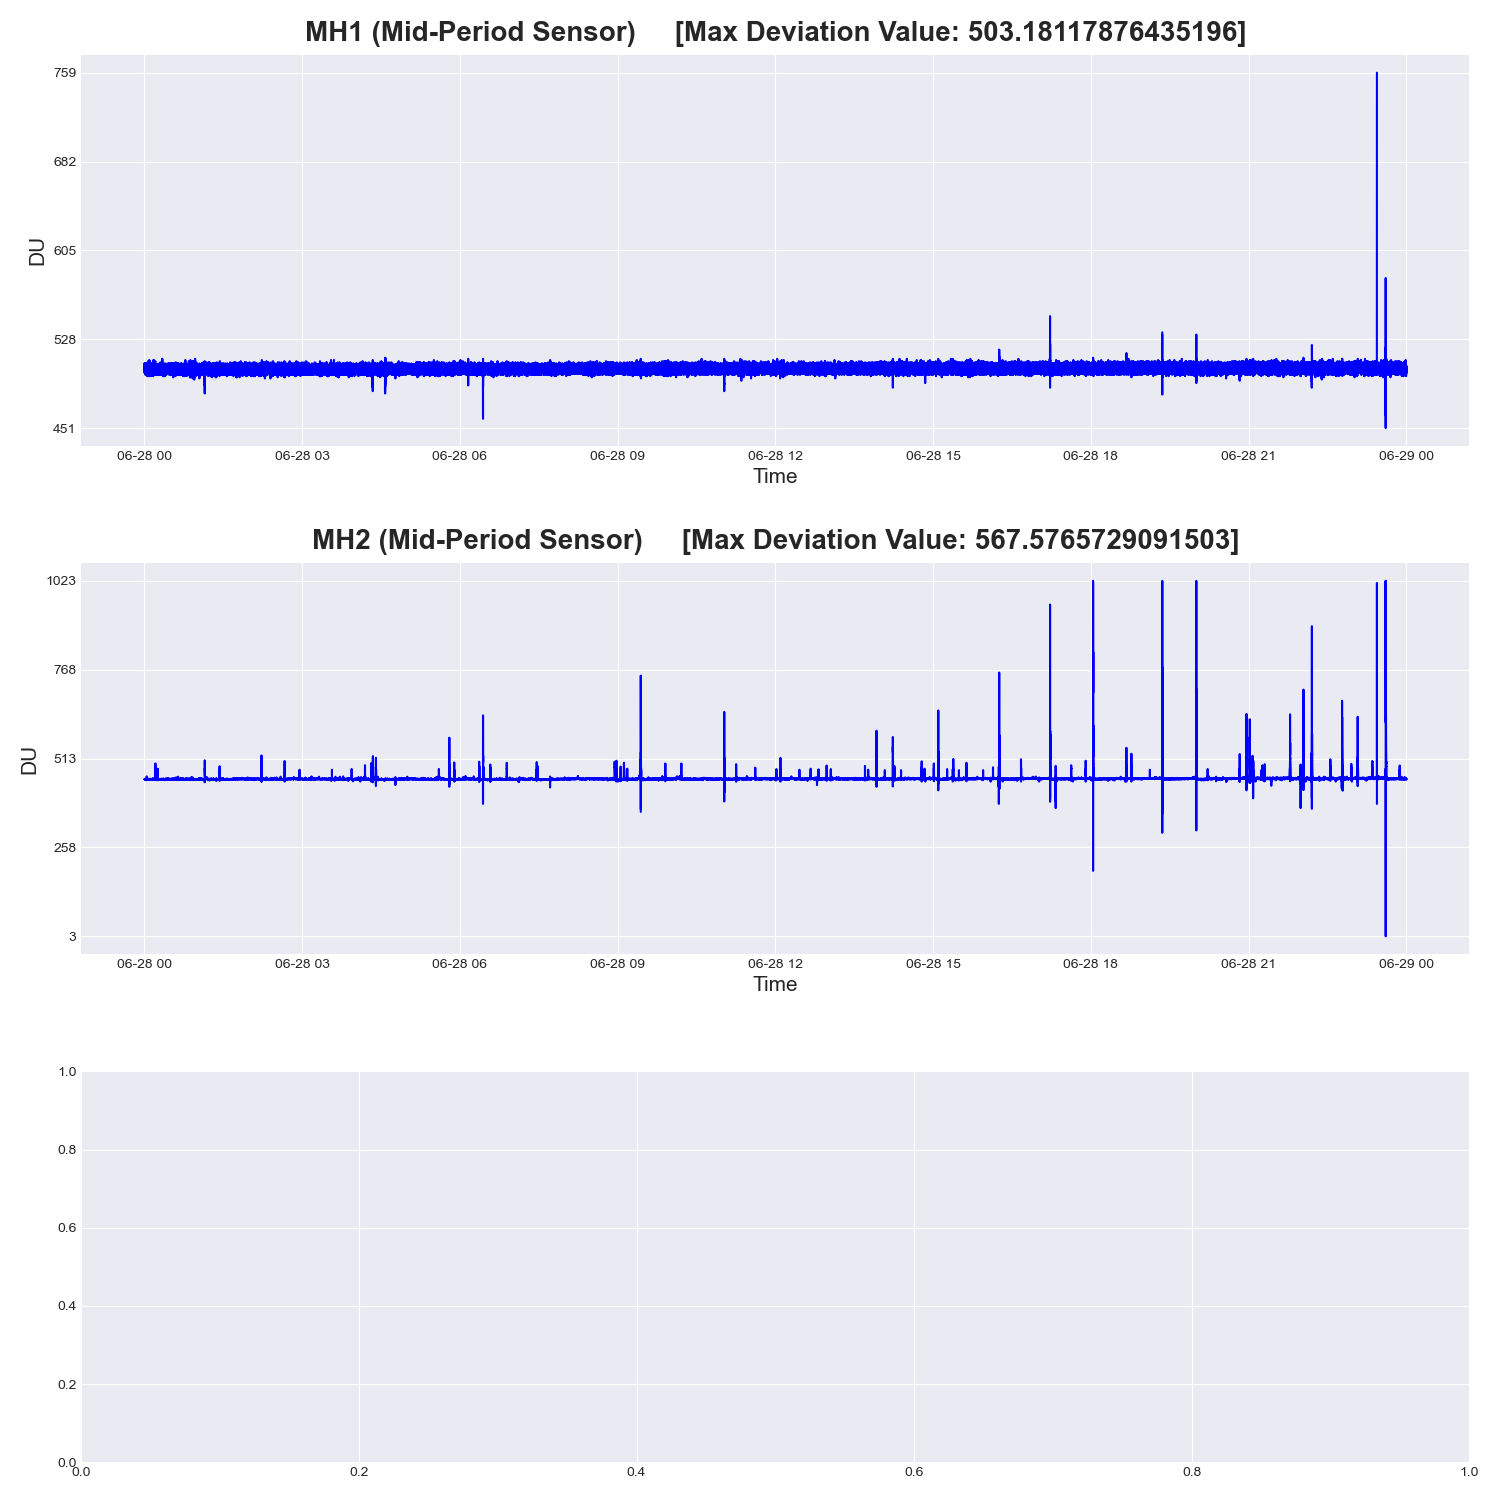 MH1 (Mid-Period Sensor) [Max Deviation Value: 503.18117876435196]
759
682
605
528
451
DU
06-28 00 06-28 03 06-28 06 06-28 09 06-28 12 06-28 15 06-28 18 06-28 21 06-29 00
Time
MH2 (Mid-Period Sensor) [Max Deviation Value: 567.5765729091503]
1023
768
513
258
3
DU
06-28 00 06-28 03 06-28 06 06-28 09 06-28 12 06-28 15 06-28 18 06-28 21 06-29 00
Time
1.0
0.8
0.6
0.4
0.2
0.0
0.0 0.2 0.4 0.6 0.8 1.0